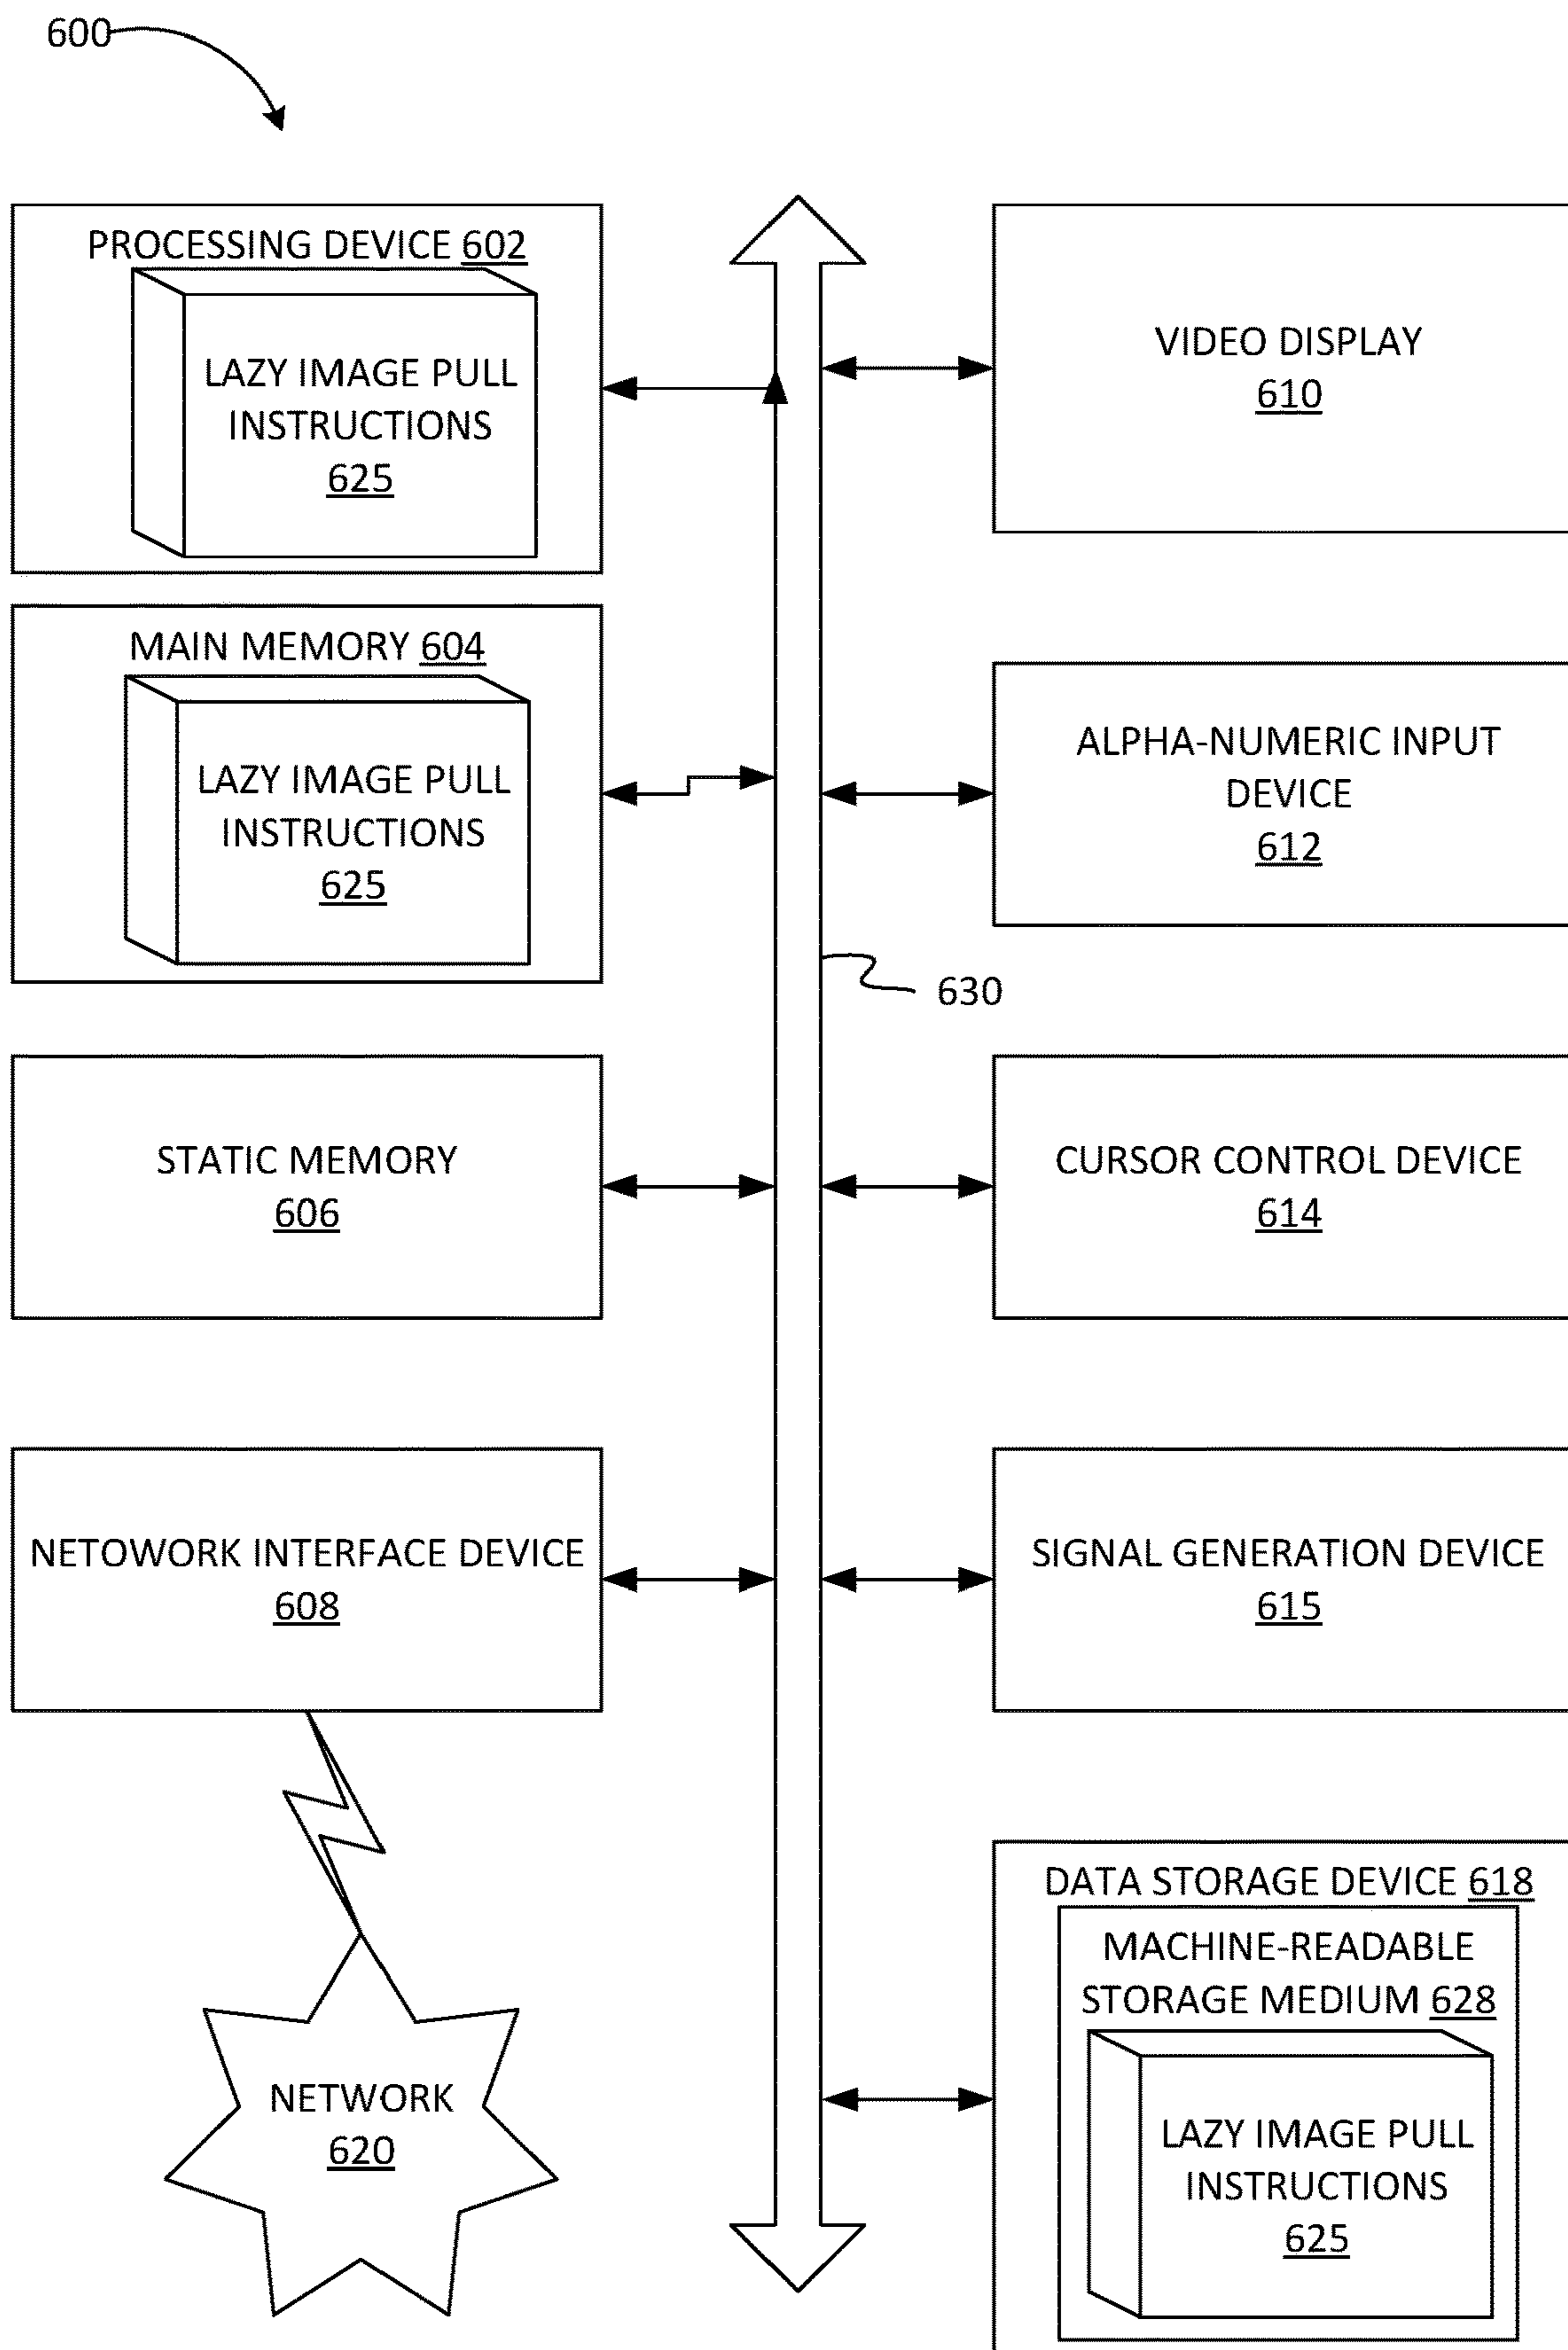 600
PROCESSING DEVICE 602
LAZY IMAGE PULL
INSTRUCTIONS
625
MAIN MEMORY 604
LAZY IMAGE PULL
INSTRUCTIONS
625
STATIC MEMORY
606
NETOWORK INTERFACE DEVICE
608
NETWORK
620
VIDEO DISPLAY
610
ALPHA-NUMERIC INPUT
DEVICE
612
630
CURSOR CONTROL DEVICE
614
SIGNAL GENERATION DEVICE
615
DATA STORAGE DEVICE 618
MACHINE-READABLE
STORAGE MEDIUM 628
LAZY IMAGE PULL
INSTRUCTIONS
625